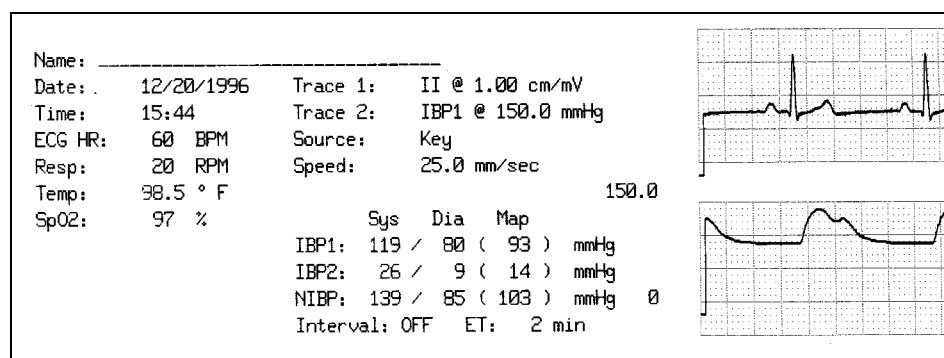 Name: ________________________________
Date: . 12/20/1996 Trace 1: II @ 1.00 cm/mV
Time: 15:44 Trace 2: IBP1 @ 150.0 mmHg
ECG HR: 60 BPM Source: Key
Resp: 20 RPM Speed: 25.0 mm/sec
Temp: 98.5 ° F 150.0
SpO2: 97 % Sys Dia Map
IBP1: 119 / 80 ( 93 ) mmHg
IBP2: 26 / 9 ( 14 ) mmHg
NIBP: 139 / 85 ( 103 ) mmHg 0
Interval: OFF ET: 2 min